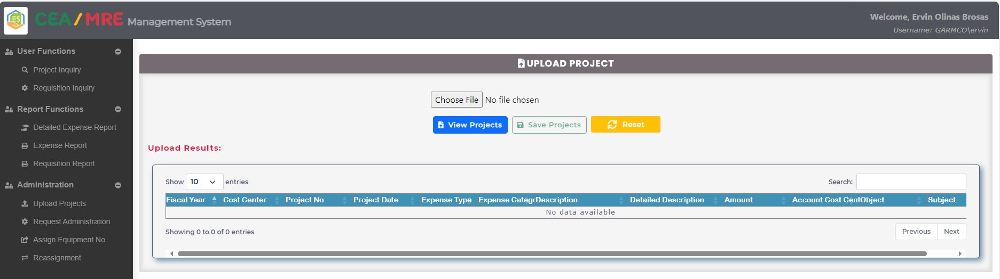 CEA/MRE Management System
Welcome, Ervin Olinas Brosas
Username: GARMCO\ervin
User Functions
Project Inquiry
Requisition Inquiry
Report Functions
Detailed Expense Report
Expense Report
Requisition Report
Administration
Upload Projects
Request Administration
Assign Equipment No.
Reassignment
UPLOAD PROJECT
Choose File No file chosen
View Projects Save Projects Reset
Upload Results:
Show 10 entries Search:
Fiscal Year Cost Center Project No Project Date Expense Type Expense Catego Description Detailed Description Amount Account Cost Cent Object Subject
No data available
Showing 0 to 0 of 0 entries Previous Next